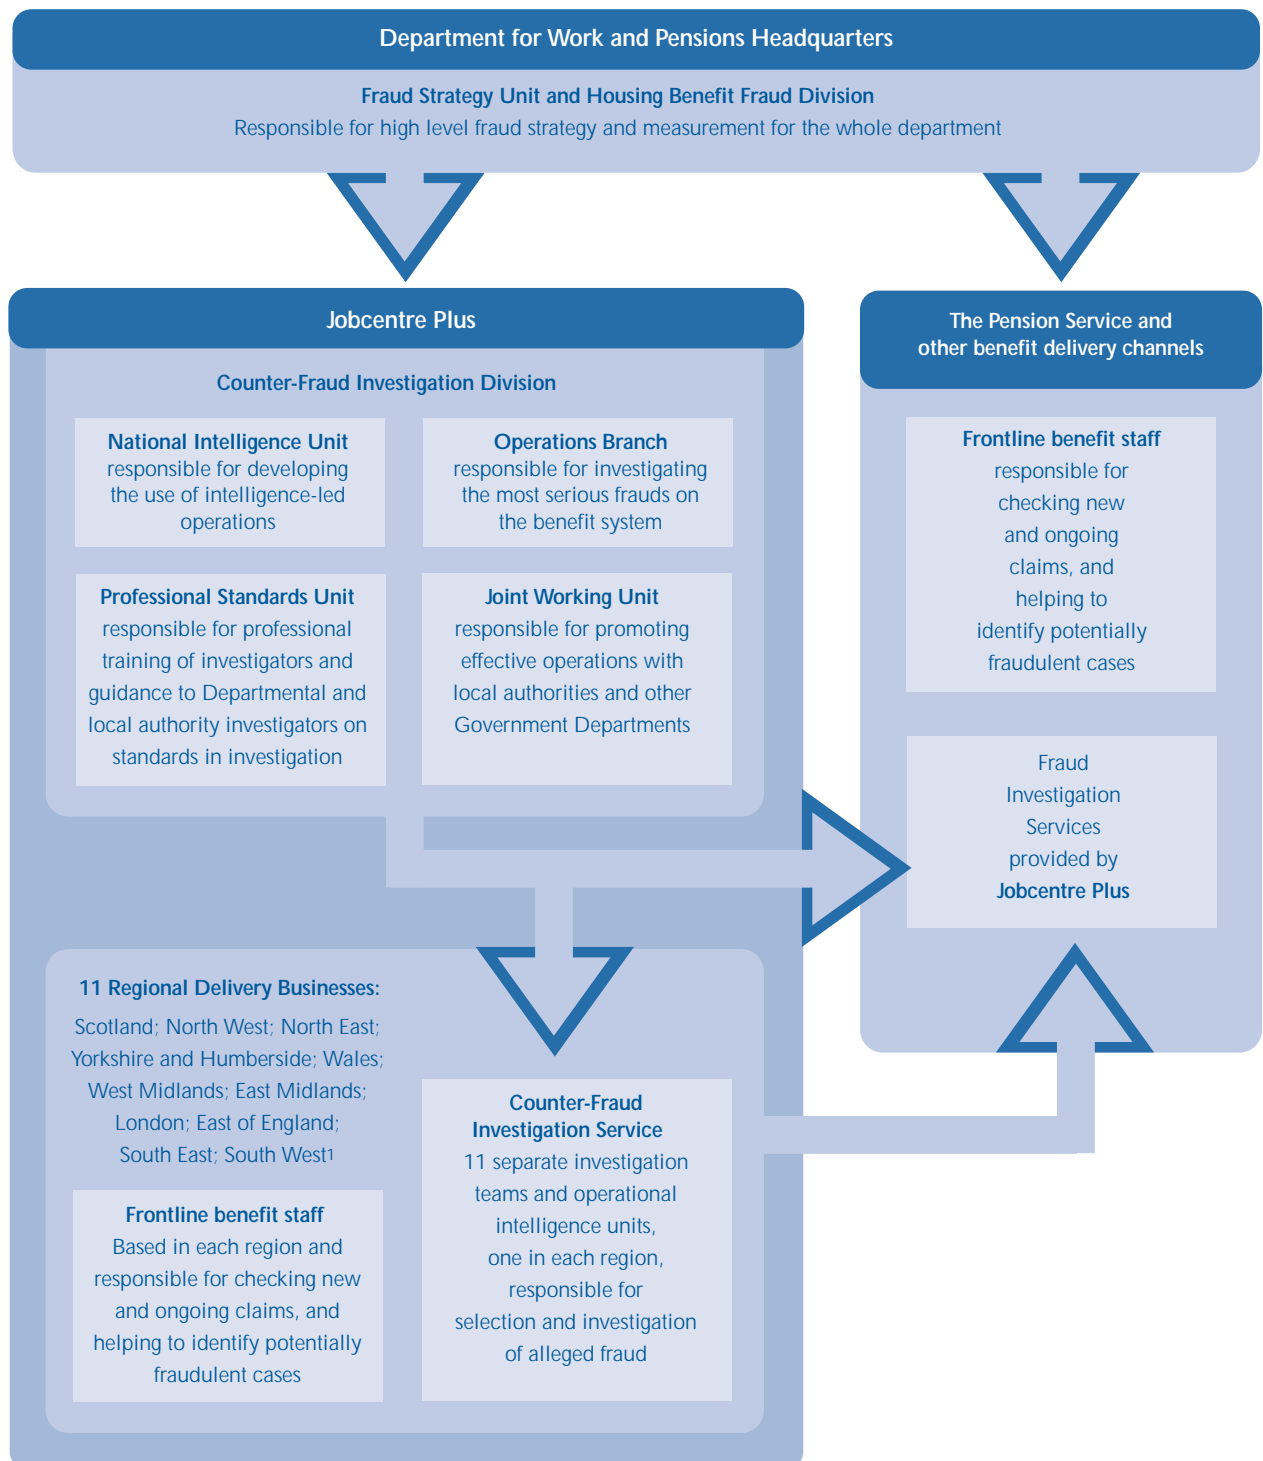 Department for Work and Pensions Headquarters
Fraud Strategy Unit and Housing Benefit Fraud Division
Responsible for high level fraud strategy and measurement for the whole department
Jobcentre Plus
Counter-Fraud Investigation Division
National Intelligence Unit
responsible for developing
the use of intelligence-led
operations
Operations Branch
responsible for investigating
the most serious frauds on
the benefit system
Professional Standards Unit
responsible for professional
training of investigators and
guidance to Departmental and
local authority investigators on
standards in investigation
Joint Working Unit
responsible for promoting
effective operations with
local authorities and other
Government Departments
The Pension Service and
other benefit delivery channels
Frontline benefit staff
responsible for
checking new
and ongoing
claims, and
helping to
identify potentially
fraudulent cases
Fraud
Investigation
Services
provided by
Jobcentre Plus
11 Regional Delivery Businesses:
Scotland; North West; North East;
Yorkshire and Humberside; Wales;
West Midlands; East Midlands;
London; East of England;
South East; South West1
Frontline benefit staff
Based in each region and
responsible for checking new
and ongoing claims, and
helping to identify potentially
fraudulent cases
Counter-Fraud
Investigation Service
11 separate investigation
teams and operational
intelligence units,
one in each region,
responsible for
selection and investigation
of alleged fraud